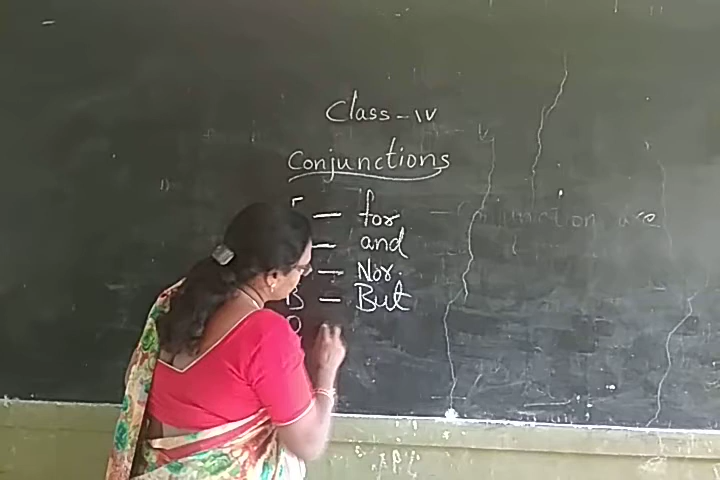 Class - IV
Conjunctions
F — for
— and
— Nor.
B — But
O